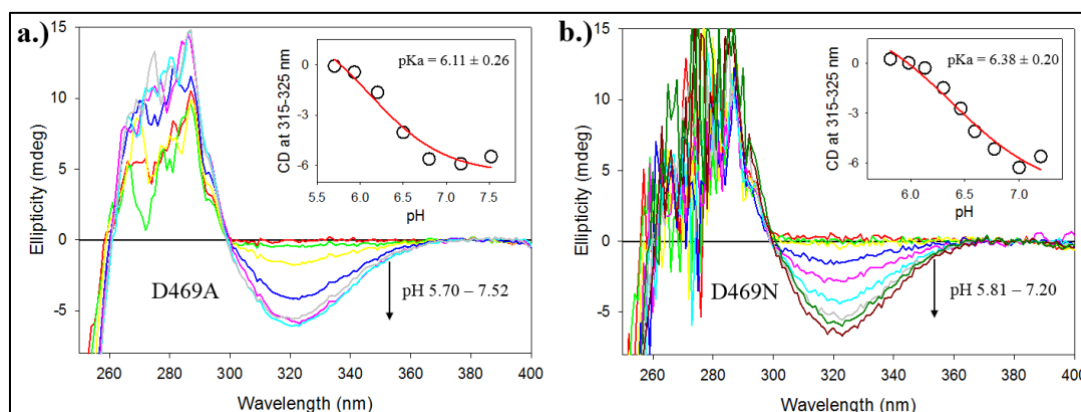 a.)
15
10
5
0
-5
Ellipticity (mdeg)
260 280 300 320 340 360 380 400
Wavelength (nm)
D469A
pH 5.70 – 7.52
pKa = 6.11 ± 0.26
CD at 315-325 nm
0
-3
-6
5.5 6.0 6.5 7.0 7.5
pH
b.)
15
10
5
0
-5
Ellipticity (mdeg)
260 280 300 320 340 360 380 400
Wavelength (nm)
D469N
pH 5.81 – 7.20
pKa = 6.38 ± 0.20
CD at 315-325 nm
0
-3
-6
6.0 6.5 7.0
pH